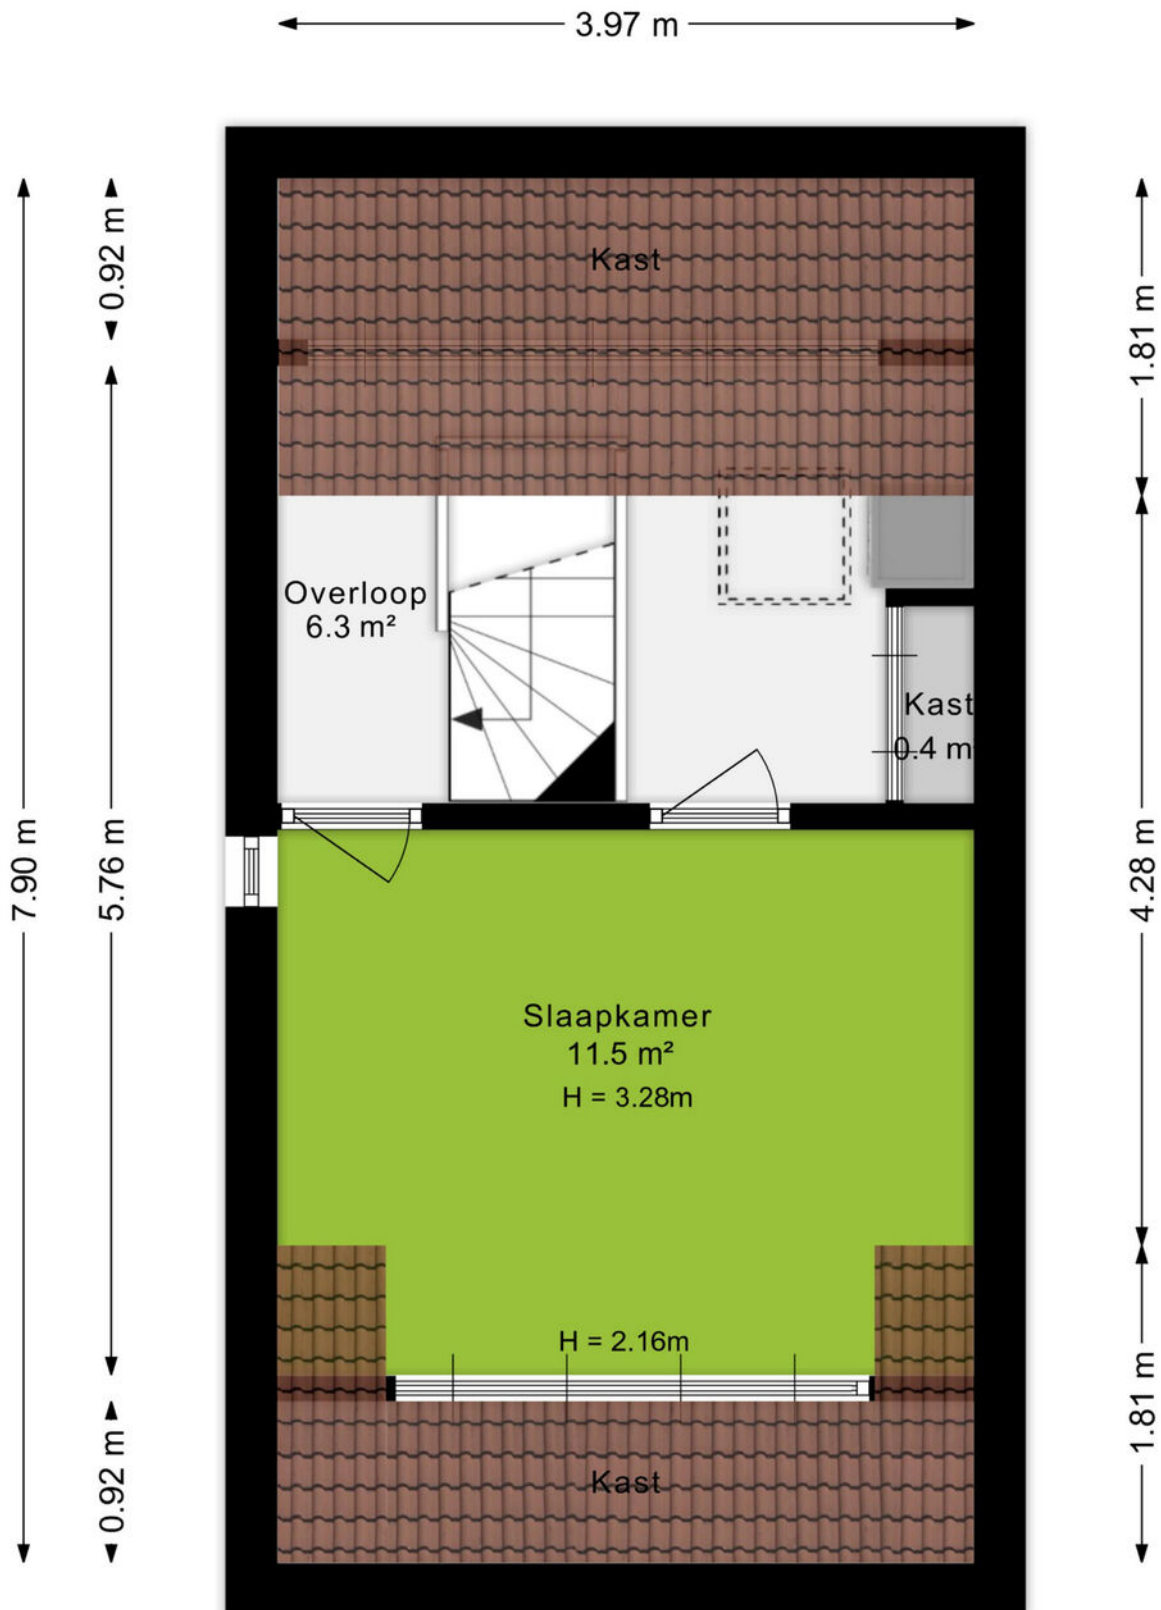 3.97 m
0.92 m
Kast
1.81 m
Overloop
6.3 m²
Kast
0.4 m
7.90 m
5.76 m
4.28 m
Slaapkamer
11.5 m²
H = 3.28m
H = 2.16m
1.81 m
Kast
0.92 m